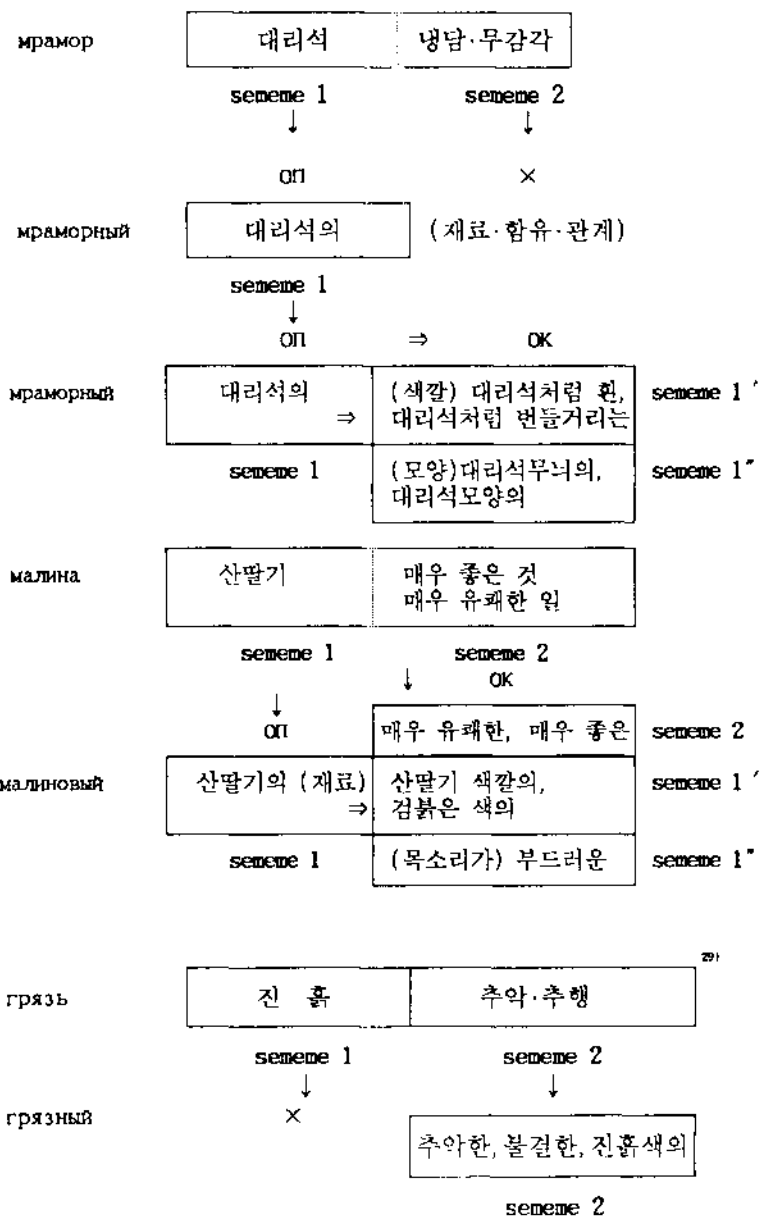 мрамор 대리석 냉담·무감각
sememe 1 sememe 2
↓ ↓
ОП ×
мраморный 대리석의 (재료·함유·관계)
sememe 1
↓
ОП ⇒ ОК
мраморный 대리석의 (색깔) 대리석처럼 흰, sememe 1′
⇒ 대리석처럼 번들거리는
sememe 1 (모양)대리석무늬의, sememe 1″
대리석모양의
малина 산딸기 매우 좋은 것
매우 유쾌한 일
sememe 1 sememe 2
↓ ОК
↓
ОП 매우 유쾌한, 매우 좋은 sememe 2
малиновый 산딸기의 (재료) 산딸기 색깔의, sememe 1′
⇒ 검붉은 색의
sememe 1 (목소리가) 부드러운 sememe 1″
29)
грязь 진 흙 추악·추행
sememe 1 sememe 2
↓ ↓
грязный ×
추악한, 불결한, 진흙색의
sememe 2